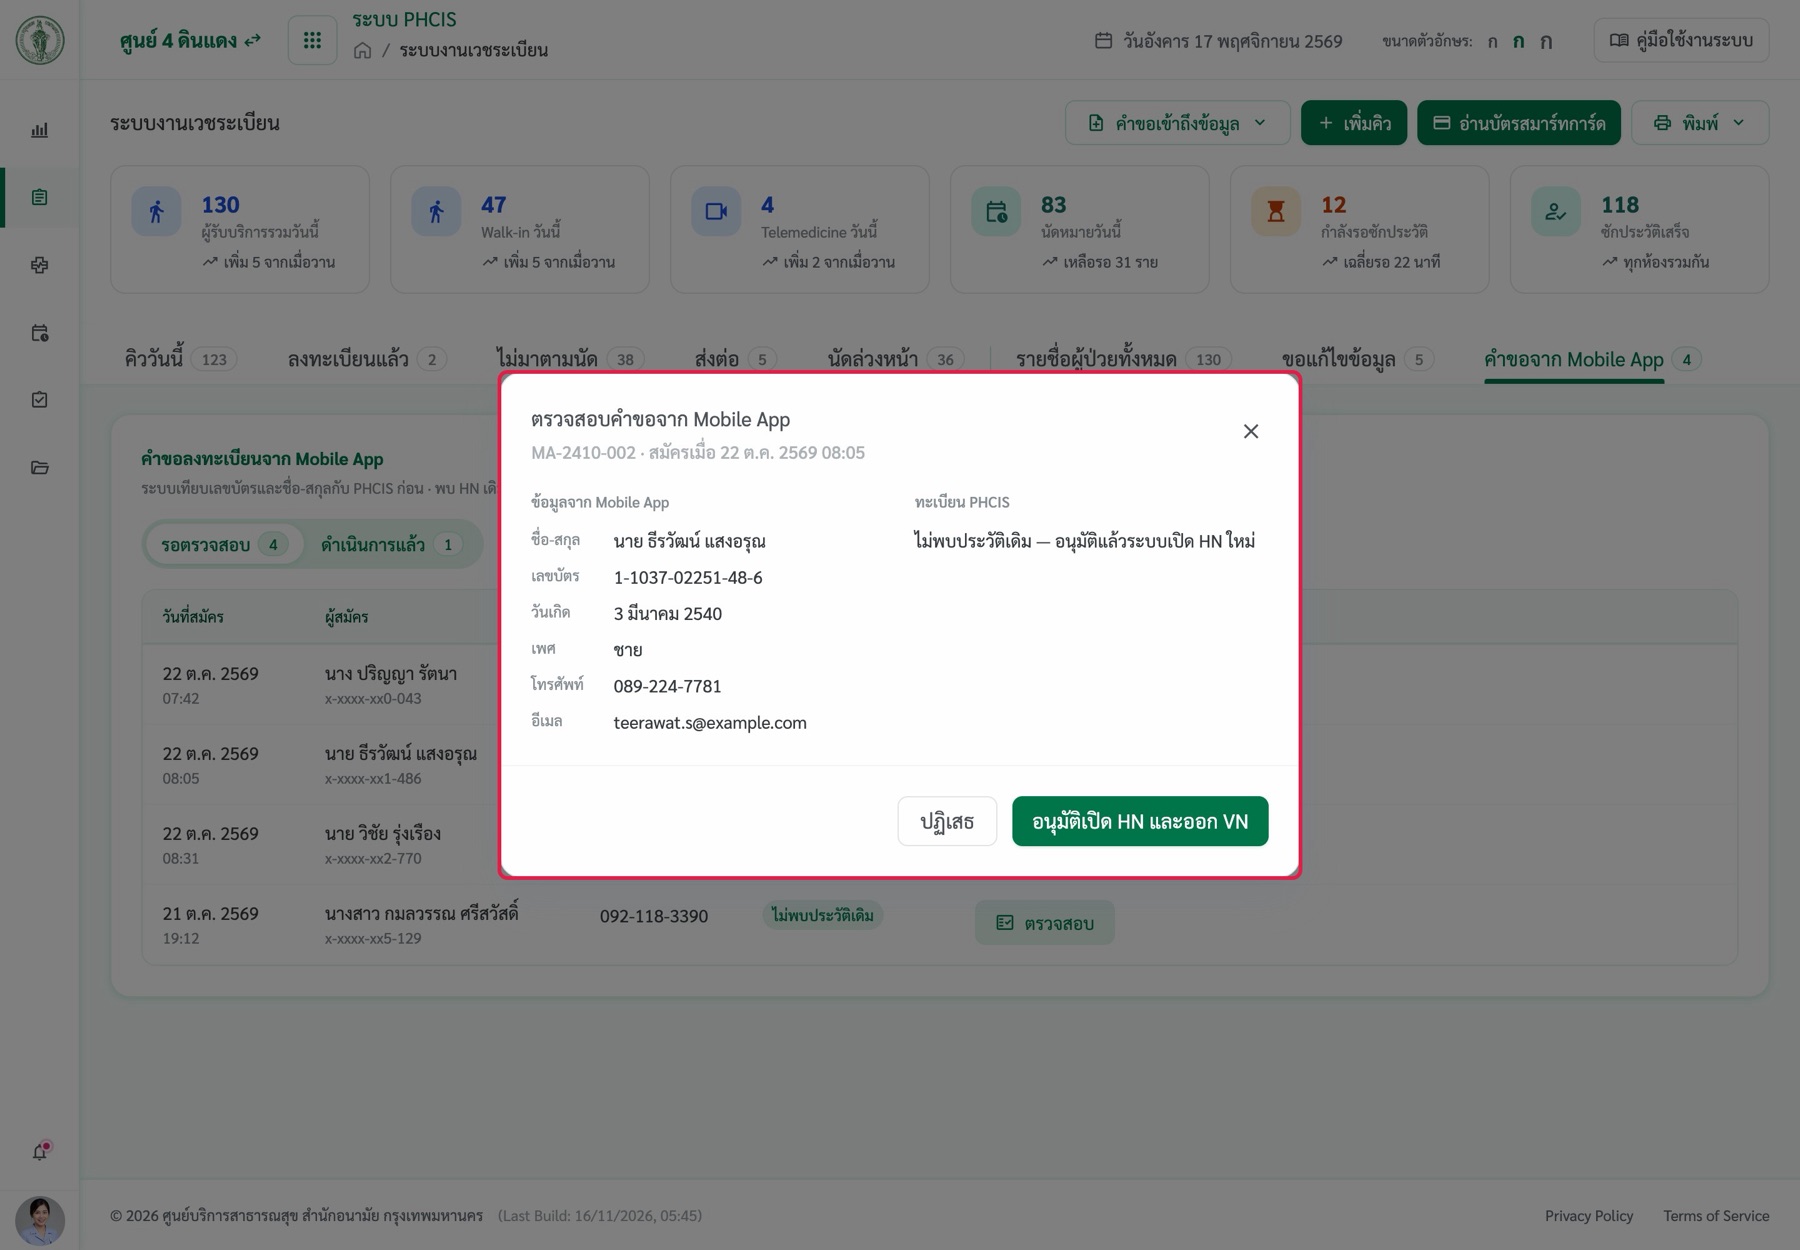 ศูนย์ 4 ดินแดง
ระบบ PHCIS
/ ระบบงานเวชระเบียน
วันอังคาร 17 พฤศจิกายน 2569
ขนาดตัวอักษร: ก ก ก
คู่มือใช้งานระบบ
ระบบงานเวชระเบียน
คำขอเข้าถึงข้อมูล
เพิ่มคิว
อ่านบัตรสมาร์ทการ์ด
พิมพ์
130
ผู้รับบริการรวมวันนี้
เพิ่ม 5 จากเมื่อวาน
47
Walk-in วันนี้
เพิ่ม 5 จากเมื่อวาน
4
Telemedicine วันนี้
เพิ่ม 2 จากเมื่อวาน
83
นัดหมายวันนี้
เหลือรอ 31 ราย
12
กำลังรอซักประวัติ
เฉลี่ยรอ 22 นาที
118
ซักประวัติเสร็จ
ทุกห้องรวมกัน
คิววันนี้ 123
ลงทะเบียนแล้ว 2
ไม่มาตามนัด 38
ส่งต่อ 5
นัดล่วงหน้า 36
รายชื่อผู้ป่วยทั้งหมด 130
ขอแก้ไขข้อมูล 5
คำขอจาก Mobile App 4
คำขอลงทะเบียนจาก Mobile App
ระบบเทียบเลขบัตรและชื่อ-สกุลกับ PHCIS ก่อน · พบ HN
รอตรวจสอบ 4
ดำเนินการแล้ว 1
วันที่สมัคร
ผู้สมัคร
22 ต.ค. 2569
07:42
นาง ปริญญา รัตนา
x-xxxx-xx0-043
22 ต.ค. 2569
08:05
นาย ธีรวัฒน์ แสงอรุณ
x-xxxx-xx1-486
22 ต.ค. 2569
08:31
นาย วิชัย รุ่งเรือง
x-xxxx-xx2-770
21 ต.ค. 2569
19:12
นางสาว กมลวรรณ ศรีสวัสดิ์
x-xxxx-xx5-129
092-118-3390
ไม่พบประวัติเดิม
ตรวจสอบ
ตรวจสอบคำขอจาก Mobile App
MA-2410-002 · สมัครเมื่อ 22 ต.ค. 2569 08:05
ข้อมูลจาก Mobile App
ชื่อ-สกุล นาย ธีรวัฒน์ แสงอรุณ
เลขบัตร 1-1037-02251-48-6
วันเกิด 3 มีนาคม 2540
เพศ ชาย
โทรศัพท์ 089-224-7781
อีเมล teerawat.s@example.com
ทะเบียน PHCIS
ไม่พบประวัติเดิม — อนุมัติแล้วระบบเปิด HN ใหม่
ปฏิเสธ
อนุมัติเปิด HN และออก VN
© 2026 ศูนย์บริการสาธารณสุข สำนักอนามัย กรุงเทพมหานคร (Last Build: 16/11/2026, 05:45)
Privacy Policy
Terms of Service